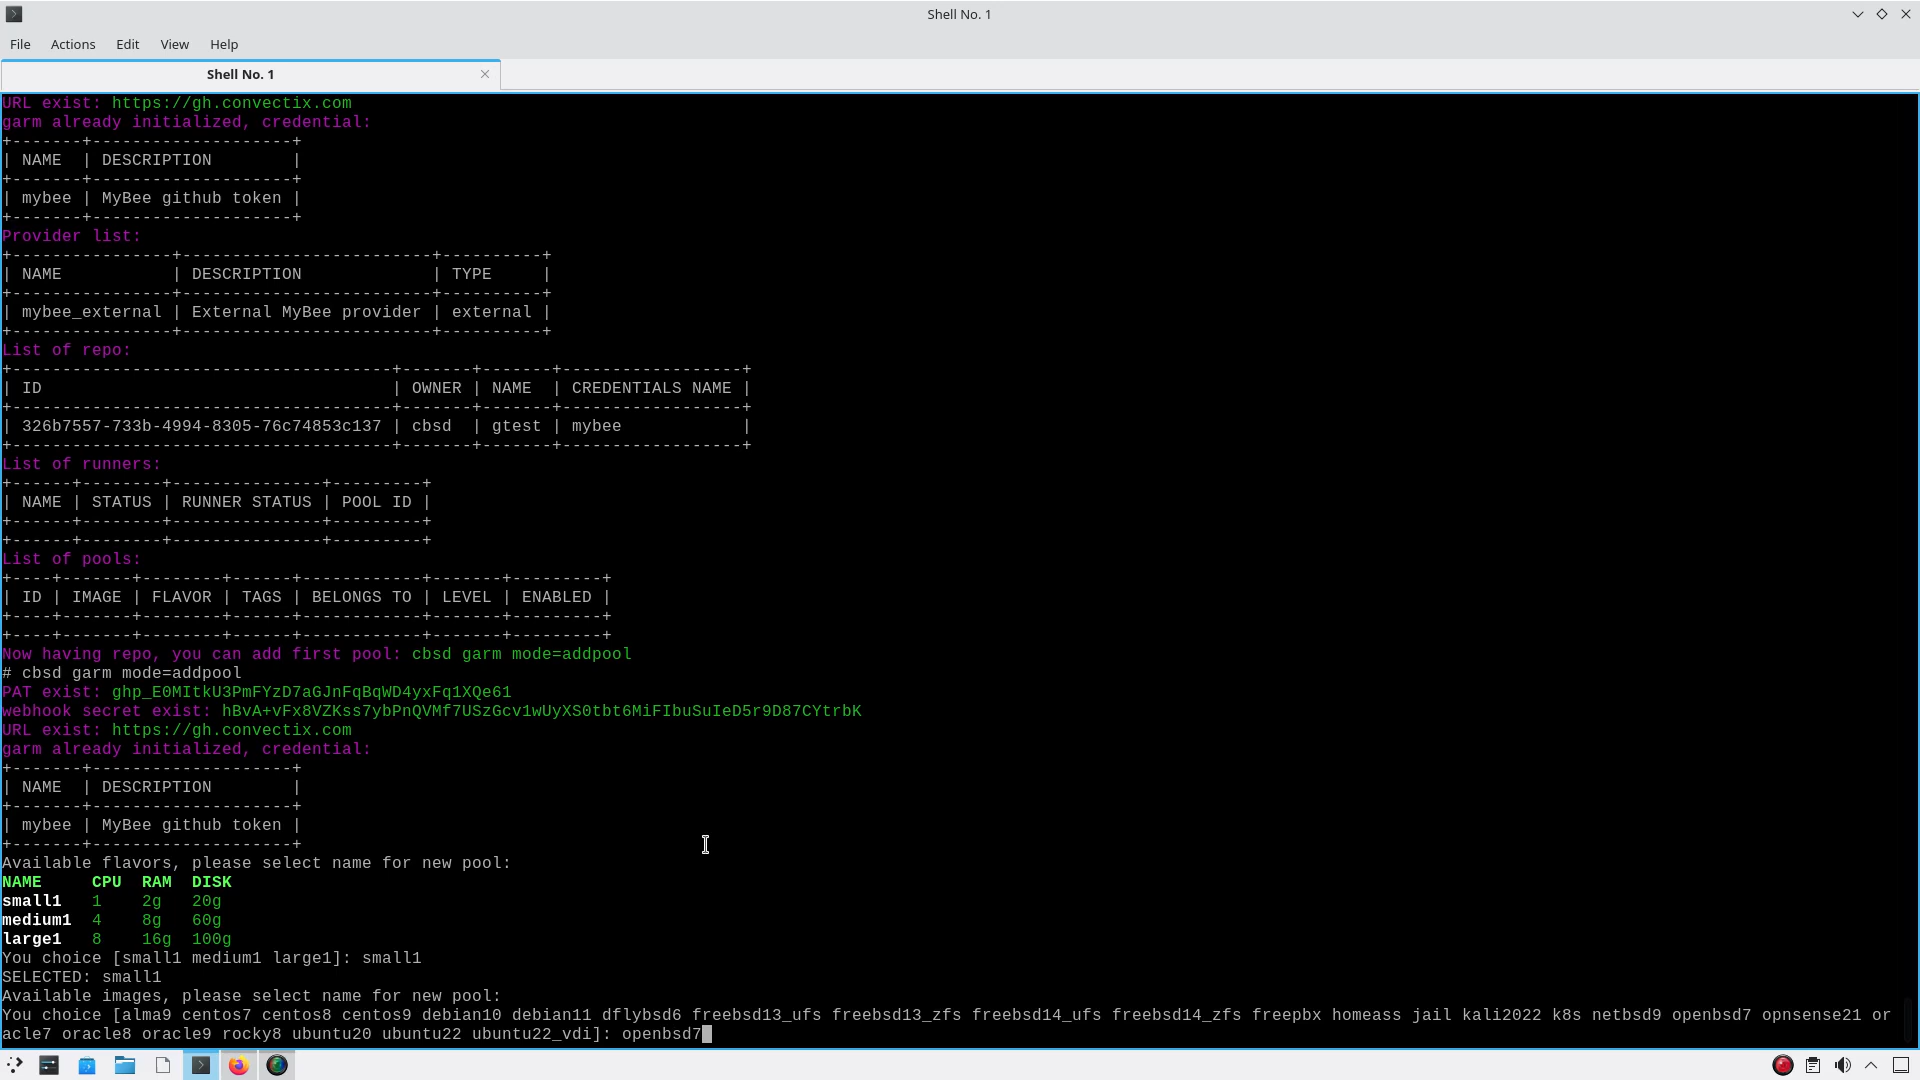 Shell No. 1
File Actions Edit View Help
Shell No. 1
URL exist: https://gh.convectix.com
garm already initialized, credential:
+-------+--------------------+
| NAME  | DESCRIPTION        |
+-------+--------------------+
| mybee | MyBee github token |
+-------+--------------------+
Provider list:
+----------------+-------------------------+----------+
| NAME           | DESCRIPTION             | TYPE     |
+----------------+-------------------------+----------+
| mybee_external | External MyBee provider | external |
+----------------+-------------------------+----------+
List of repo:
+--------------------------------------+-------+-------+------------------+
| ID                                   | OWNER | NAME  | CREDENTIALS NAME |
+--------------------------------------+-------+-------+------------------+
| 326b7557-733b-4994-8305-76c74853c137 | cbsd  | gtest | mybee            |
+--------------------------------------+-------+-------+------------------+
List of runners:
+------+--------+---------------+---------+
| NAME | STATUS | RUNNER STATUS | POOL ID |
+------+--------+---------------+---------+
+------+--------+---------------+---------+
List of pools:
+----+-------+--------+------+------------+-------+---------+
| ID | IMAGE | FLAVOR | TAGS | BELONGS TO | LEVEL | ENABLED |
+----+-------+--------+------+------------+-------+---------+
+----+-------+--------+------+------------+-------+---------+
Now having repo, you can add first pool: cbsd garm mode=addpool
# cbsd garm mode=addpool
PAT exist: 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
webhook secret exist: hBvA+vFx8VZKss7ybPnQVMf7USzGcv1wUyXS0tbt6MiFIbuSuIeD5r9D87CYtrbK
URL exist: https://gh.convectix.com
garm already initialized, credential:
+-------+--------------------+
| NAME  | DESCRIPTION        |
+-------+--------------------+
| mybee | MyBee github token |
+-------+--------------------+
Available flavors, please select name for new pool:
NAME     CPU  RAM  DISK
small1   1    2g   20g
medium1  4    8g   60g
large1   8    16g  100g
You choice [small1 medium1 large1]: small1
SELECTED: small1
Available images, please select name for new pool:
You choice [alma9 centos7 centos8 centos9 debian10 debian11 dflybsd6 freebsd13_ufs freebsd13_zfs freebsd14_ufs freebsd14_zfs freepbx homeass jail kali2022 k8s netbsd9 openbsd7 opnsense21 or
acle7 oracle8 oracle9 rocky8 ubuntu20 ubuntu22 ubuntu22_vdi]: openbsd7